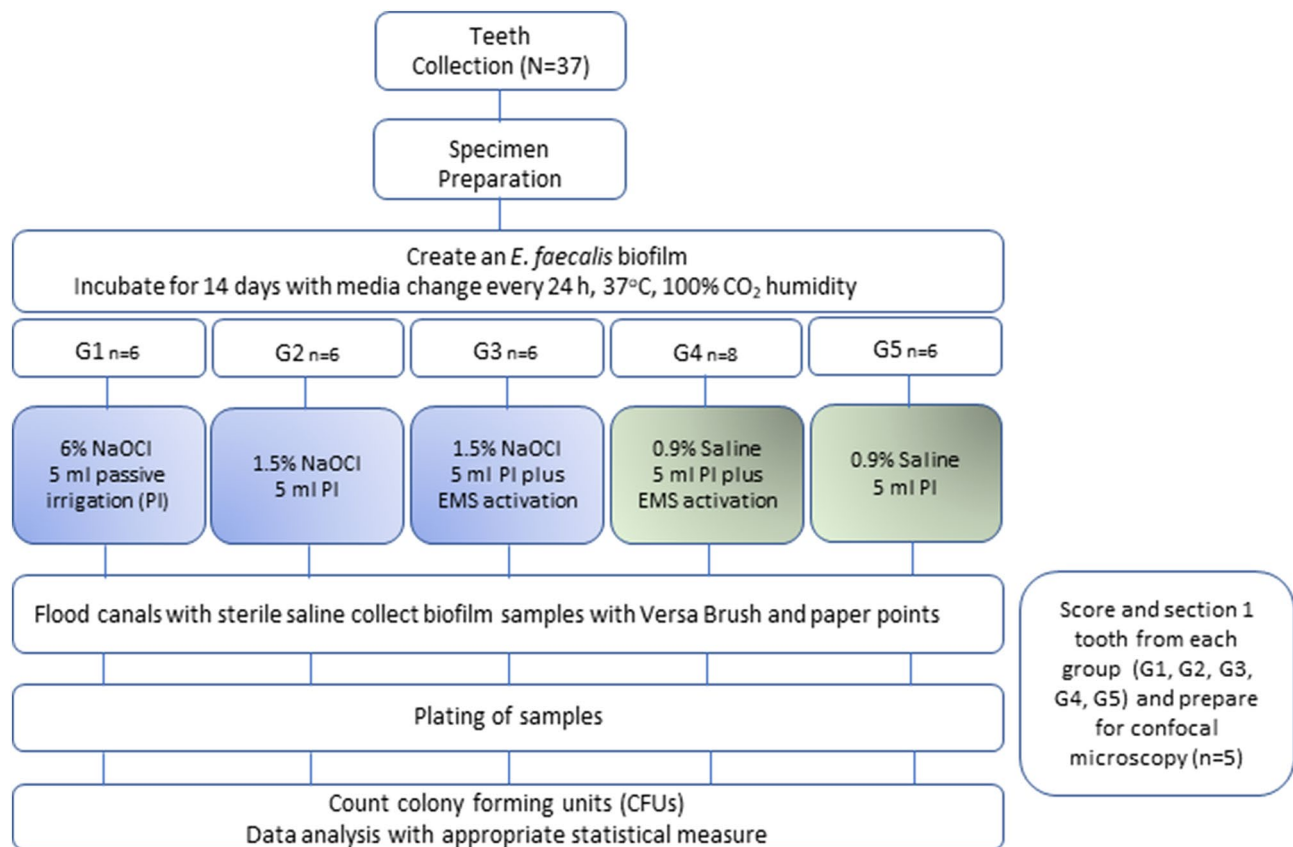 Teeth
Collection (N=37)
Specimen
Preparation
Create an E. faecalis biofilm
Incubate for 14 days with media change every 24 h, 37°C, 100% CO₂ humidity
G1 n=6
G2 n=6
G3 n=6
G4 n=8
G5 n=6
6% NaOCl
5 ml passive
irrigation (PI)
1.5% NaOCl
5 ml PI
1.5% NaOCl
5 ml PI plus
EMS activation
0.9% Saline
5 ml PI plus
EMS activation
0.9% Saline
5 ml PI
Flood canals with sterile saline collect biofilm samples with Versa Brush and paper points
Plating of samples
Count colony forming units (CFUs)
Data analysis with appropriate statistical measure
Score and section 1
tooth from each
group (G1, G2, G3,
G4, G5) and prepare
for confocal
microscopy (n=5)